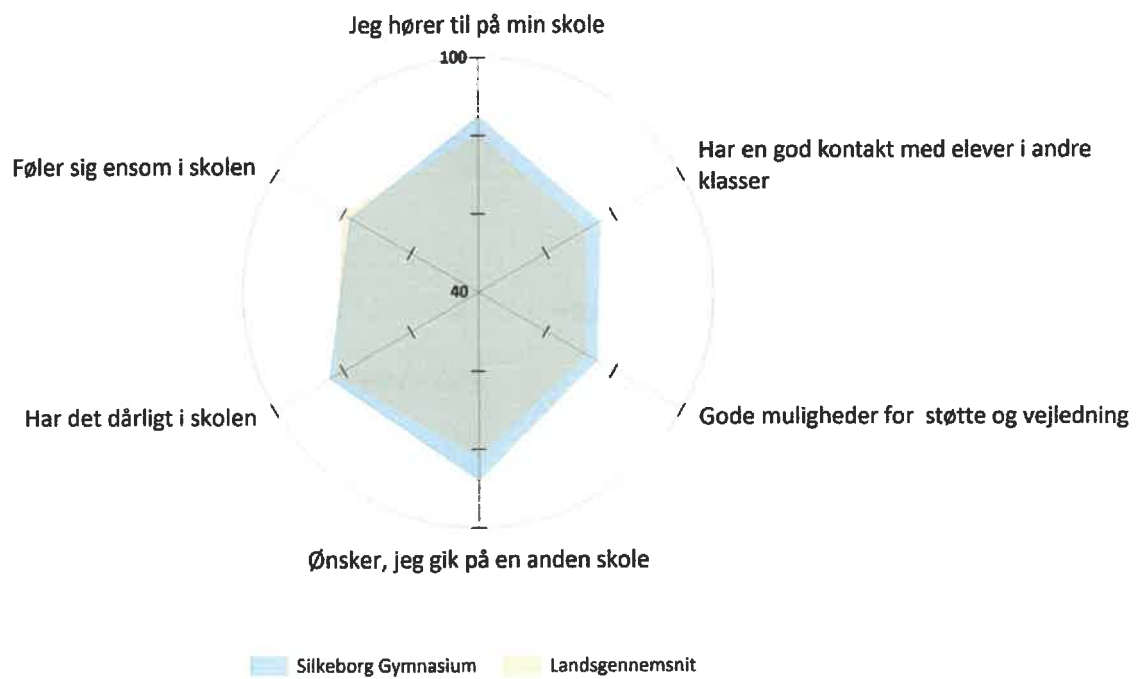 Jeg hører til på min skole
100
Har en god kontakt med elever i andre
klasser
Føler sig ensom i skolen
40
Har det dårligt i skolen
Gode muligheder for støtte og vejledning
Ønsker, jeg gik på en anden skole
Silkeborg Gymnasium
Landsgennemsnit